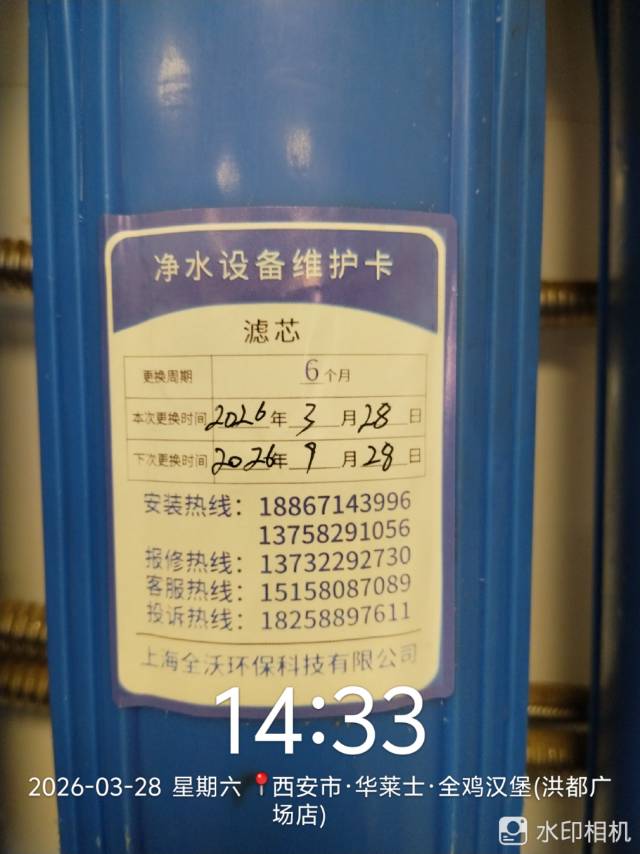 净水设备维护卡
滤芯
更换周期 6个月
本次更换时间 2026年 3 月 28 日
下次更换时间 2026年 9 月 28 日
安装热线：18867143996
13758291056
报修热线：13732292730
客服热线：15158087089
投诉热线：18258897611
上海全沃环保科技有限公司
14:33
2026-03-28 星期六 西安市·华莱士·全鸡汉堡(洪都广
场店)
水印相机